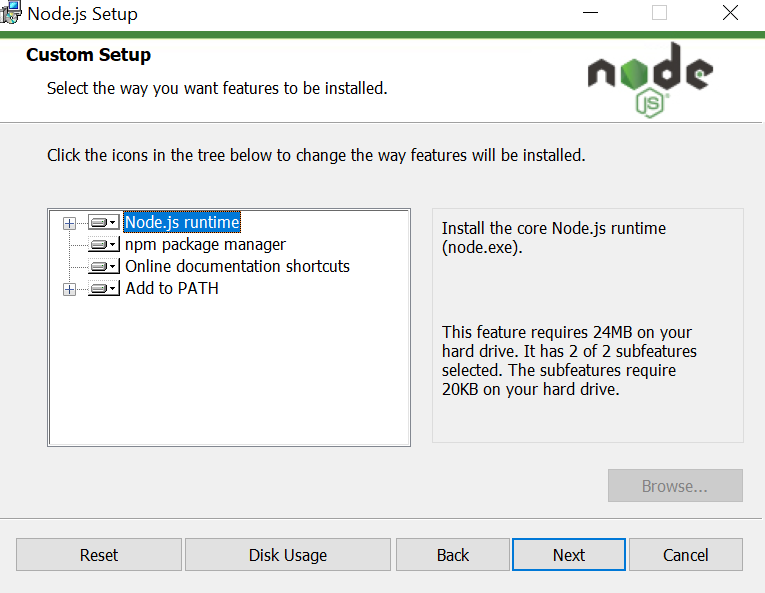 Node.js Setup
Custom Setup
Select the way you want features to be installed.
node
JS
Click the icons in the tree below to change the way features will be installed.
Node.js runtime
npm package manager
Online documentation shortcuts
Add to PATH
Install the core Node.js runtime
(node.exe).
This feature requires 24MB on your
hard drive. It has 2 of 2 subfeatures
selected. The subfeatures require
20KB on your hard drive.
Browse...
Reset
Disk Usage
Back
Next
Cancel